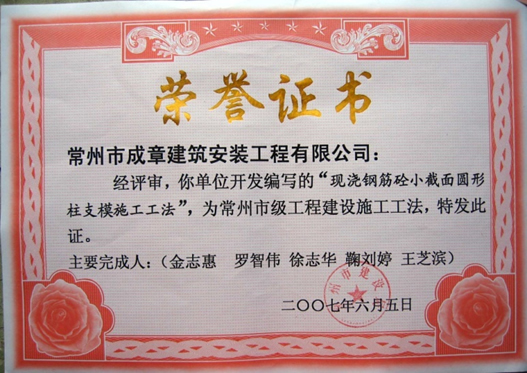 荣誉证书
常州市成章建筑安装工程有限公司：
经评审，你单位开发编写的“现浇钢筋砼小截面圆形
柱支模施工工法”，为常州市级工程建设施工工法，特发此
证。
主要完成人：（金志惠 罗智伟 徐志华 鞠刘婷 王芝滨）
二〇〇七年六月五日